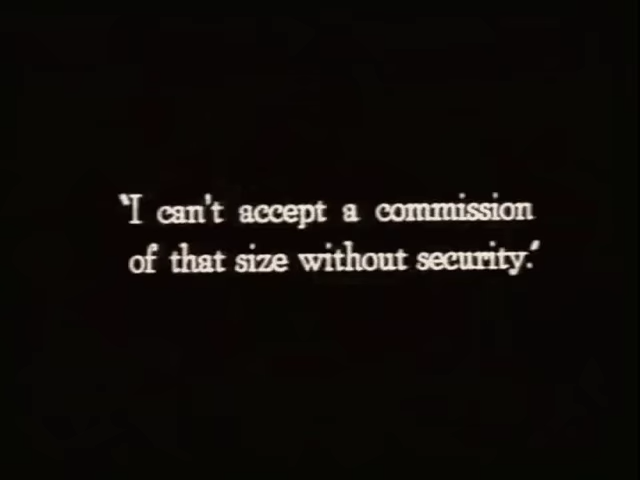 "I can't accept a commission
of that size without security."